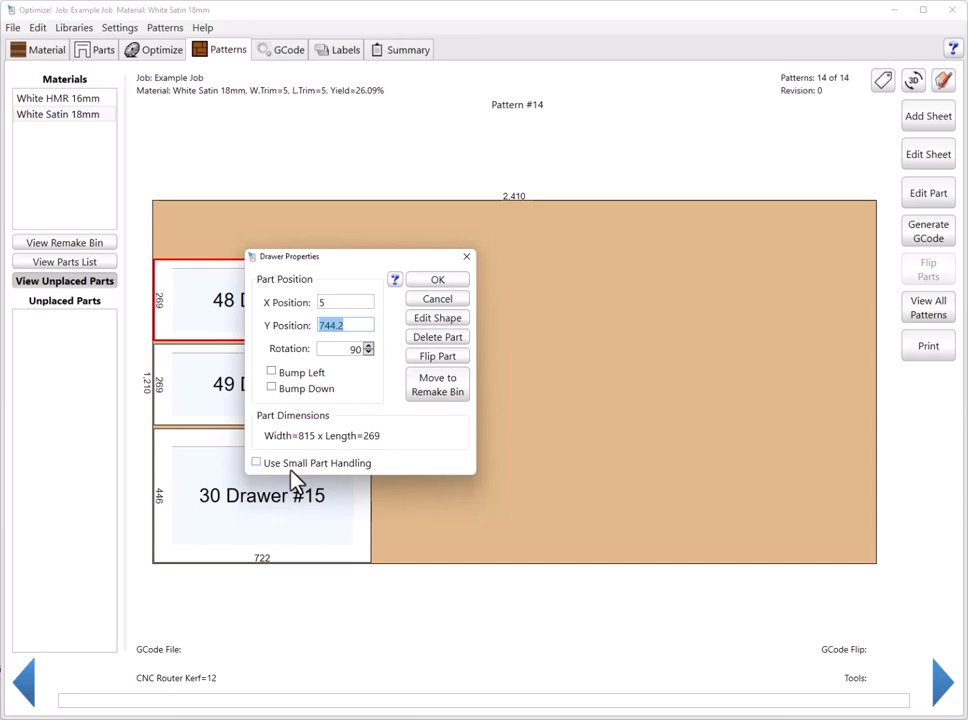 Optimize! Job: Example Job Material: White Satin 18mm
File Edit Libraries Settings Patterns Help
Material Parts Optimize Patterns GCode Labels Summary
Materials
White HMR 16mm
White Satin 18mm
View Remake Bin
View Parts List
View Unplaced Parts
Unplaced Parts
Job: Example Job
Material: White Satin 18mm, W.Trim=5, L.Trim=5, Yield=26.09%
Pattern #14
Patterns: 14 of 14
Revision: 0
3D
Add Sheet
Edit Sheet
Edit Part
Generate
GCode
Flip
Parts
View All
Patterns
Print
2,410
1,210
269
48 D
269
49 D
446
30 Drawer #15
722
Drawer Properties
Part Position
X Position: 5
Y Position: 744.2
Rotation: 90
Bump Left
Bump Down
?
OK
Cancel
Edit Shape
Delete Part
Flip Part
Move to
Remake Bin
Part Dimensions
Width=815 x Length=269
Use Small Part Handling
GCode File:
GCode Flip:
CNC Router Kerf=12
Tools:
?